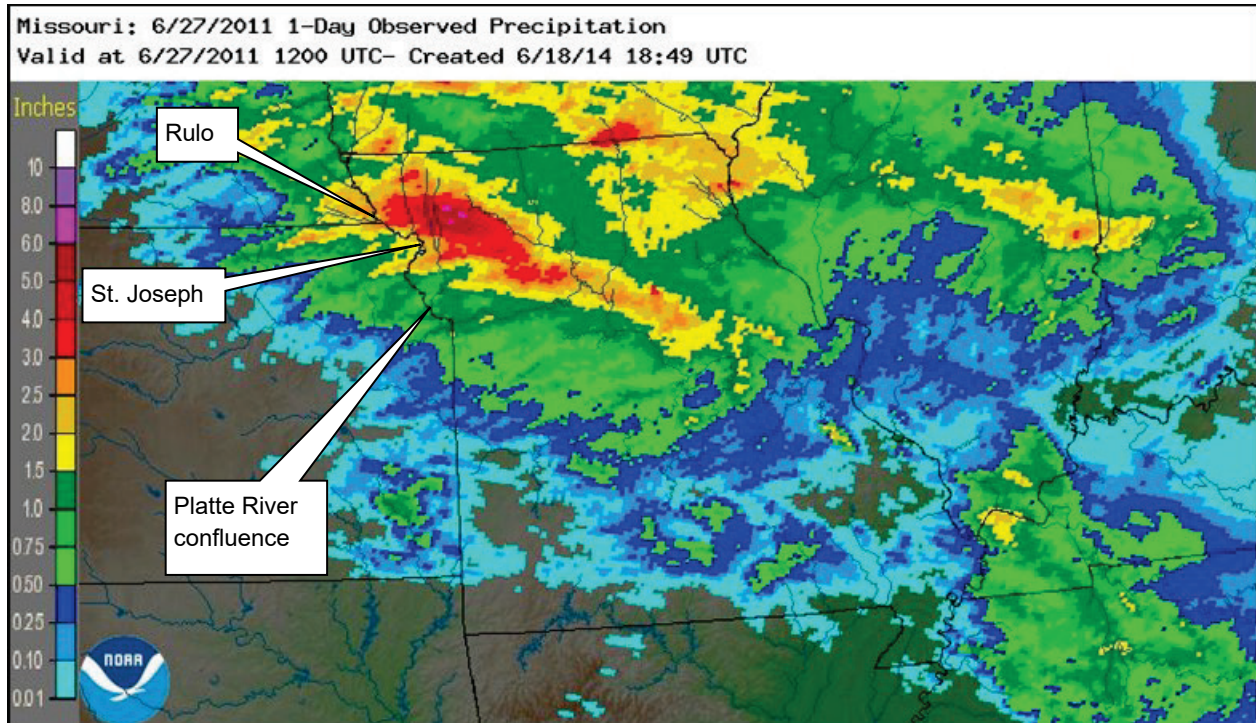 Missouri: 6/27/2011 1-Day Observed Precipitation
Valid at 6/27/2011 1200 UTC- Created 6/18/14 18:49 UTC
Inches
10
8.0
6.0
5.0
4.0
3.0
2.5
2.0
1.5
1.0
0.75
0.50
0.25
0.10
0.01
Rulo
St. Joseph
Platte River
confluence
NOAA